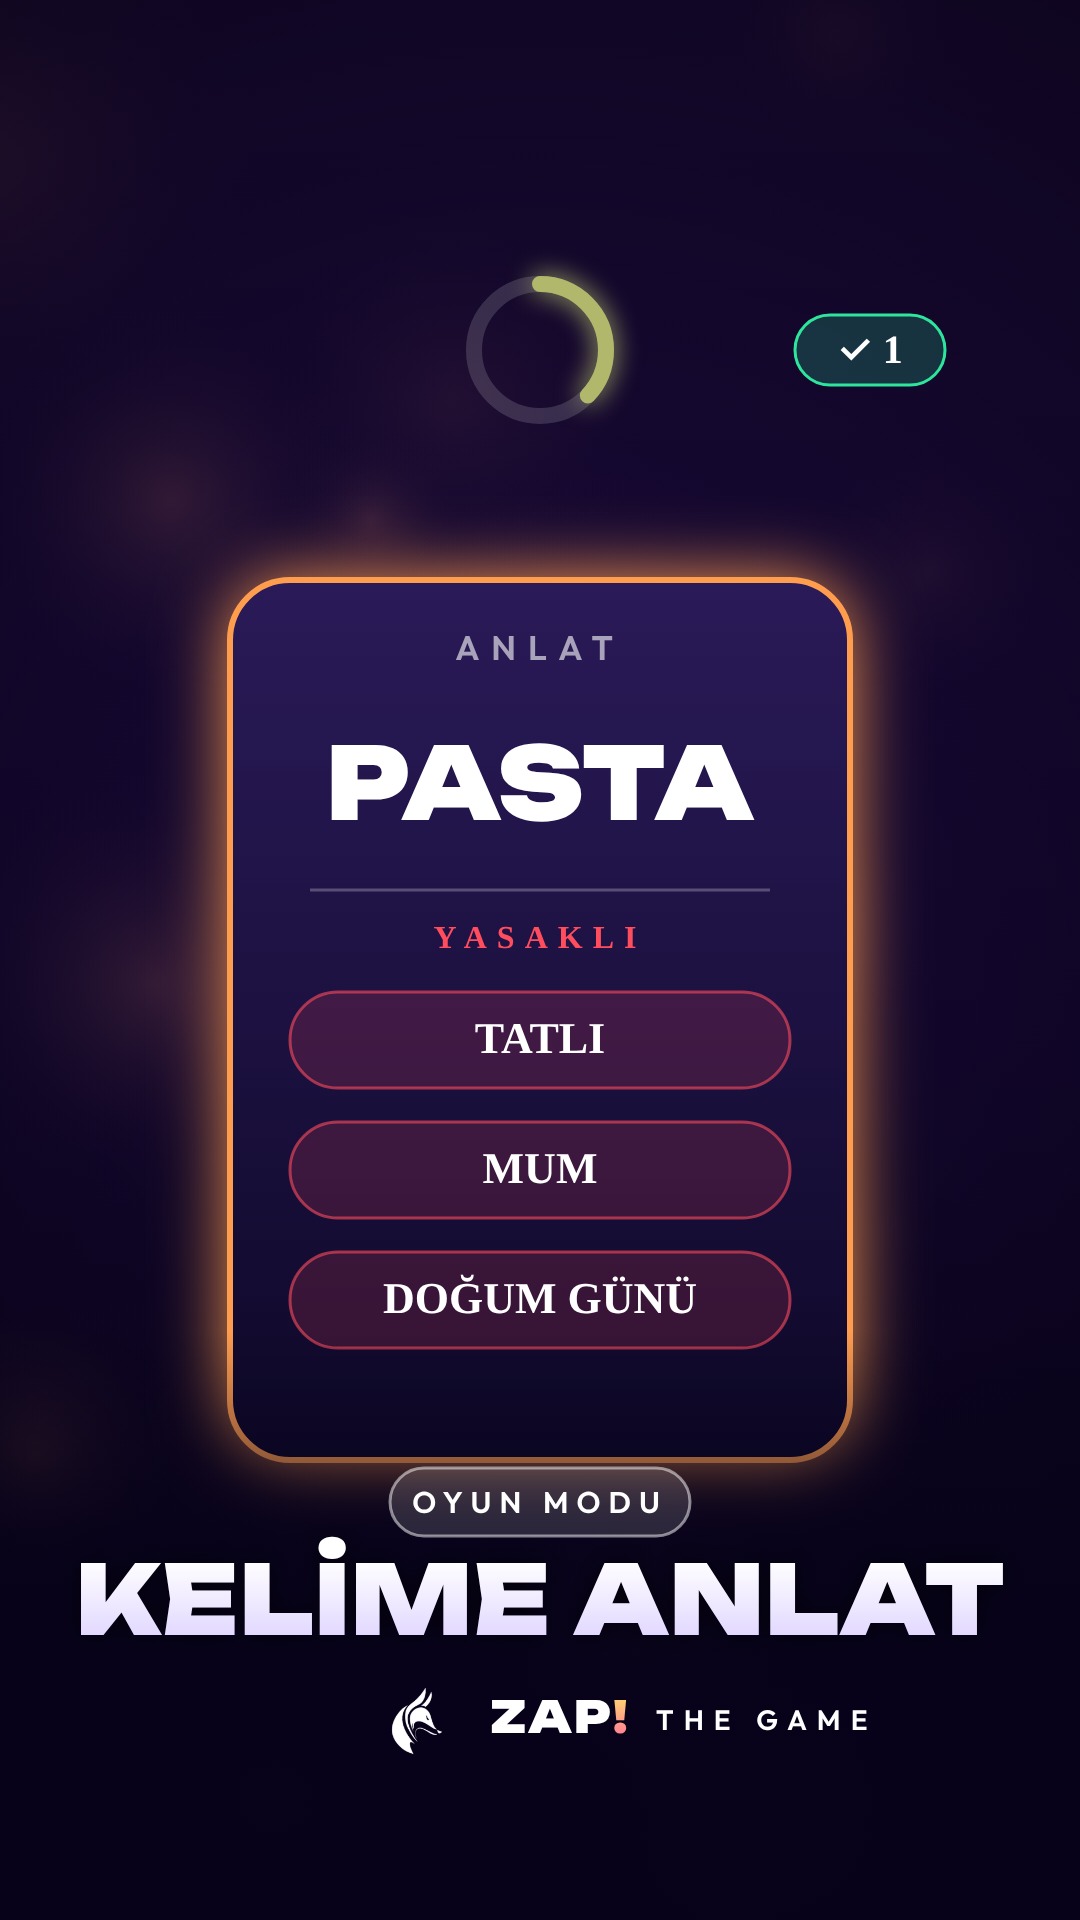 1
ANLAT
PASTA
YASAKLI
TATLI
MUM
DOĞUM GÜNÜ
OYUN MODU
KELİME ANLAT
ZAP! THE GAME